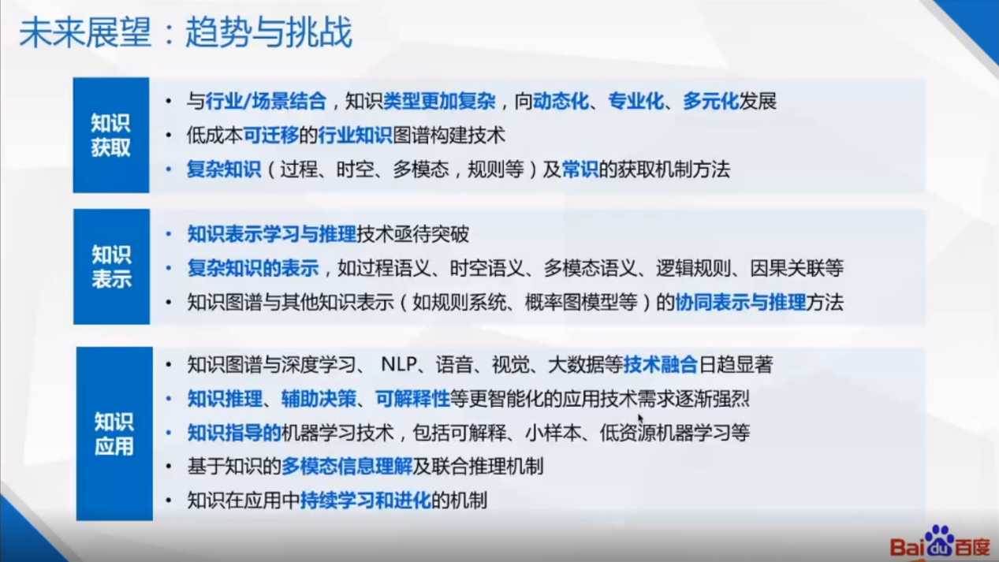 未来展望：趋势与挑战
知识
获取
• 与行业/场景结合，知识类型更加复杂，向动态化、专业化、多元化发展
• 低成本可迁移的行业知识图谱构建技术
• 复杂知识（过程、时空、多模态，规则等）及常识的获取机制方法
知识
表示
• 知识表示学习与推理技术亟待突破
• 复杂知识的表示，如过程语义、时空语义、多模态语义、逻辑规则、因果关联等
• 知识图谱与其他知识表示（如规则系统、概率图模型等）的协同表示与推理方法
知识
应用
• 知识图谱与深度学习、 NLP、语音、视觉、大数据等技术融合日趋显著
• 知识推理、辅助决策、可解释性等更智能化的应用技术需求逐渐强烈
• 知识指导的机器学习技术，包括可解释、小样本、低资源机器学习等
• 基于知识的多模态信息理解及联合推理机制
• 知识在应用中持续学习和进化的机制
Bai du 百度